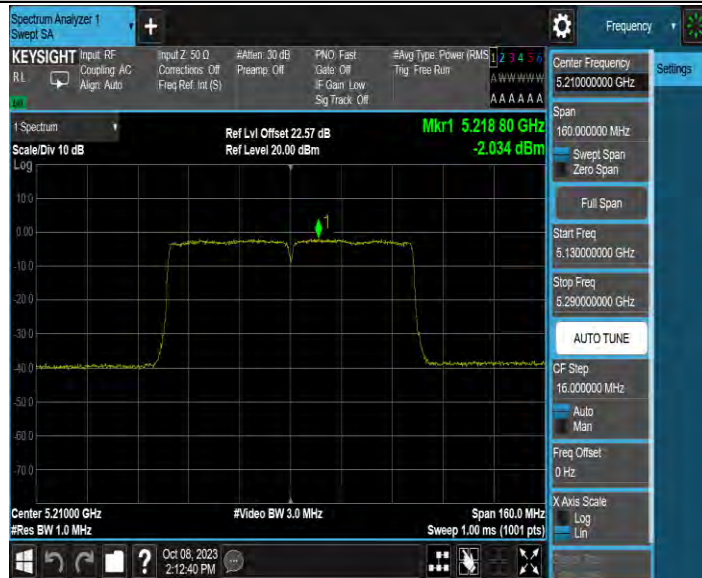 Spectrum Analyzer 1
Swept SA
Frequency
KEYSIGHT
RL
Input: RF
Coupling: AC
Align: Auto
Input Z: 50 Ω
Corrections: Off
Freq Ref: Int (S)
#Atten: 30 dB
Preamp: Off
PNO: Fast
Gate: Off
IF Gain: Low
Sig Track: Off
#Avg Type: Power (RMS
Trig: Free Run
1 2 3 4 5 6
A W W W W W
A A A A A A
1 Spectrum
Scale/Div 10 dB
Ref Lvl Offset 22.57 dB
Ref Level 20.00 dBm
Mkr1 5.218 80 GHz
-2.034 dBm
Log
10.0
0.00
-10.0
-20.0
-30.0
-40.0
-50.0
-60.0
-70.0
1
Center 5.21000 GHz
#Res BW 1.0 MHz
#Video BW 3.0 MHz
Span 160.0 MHz
Sweep 1.00 ms (1001 pts)
Oct 08, 2023
2:12:40 PM
Settings
Center Frequency
5.210000000 GHz
Span
160.000000 MHz
Swept Span
Zero Span
Full Span
Start Freq
5.130000000 GHz
Stop Freq
5.290000000 GHz
AUTO TUNE
CF Step
16.000000 MHz
Auto
Man
Freq Offset
0 Hz
X Axis Scale
Log
Lin